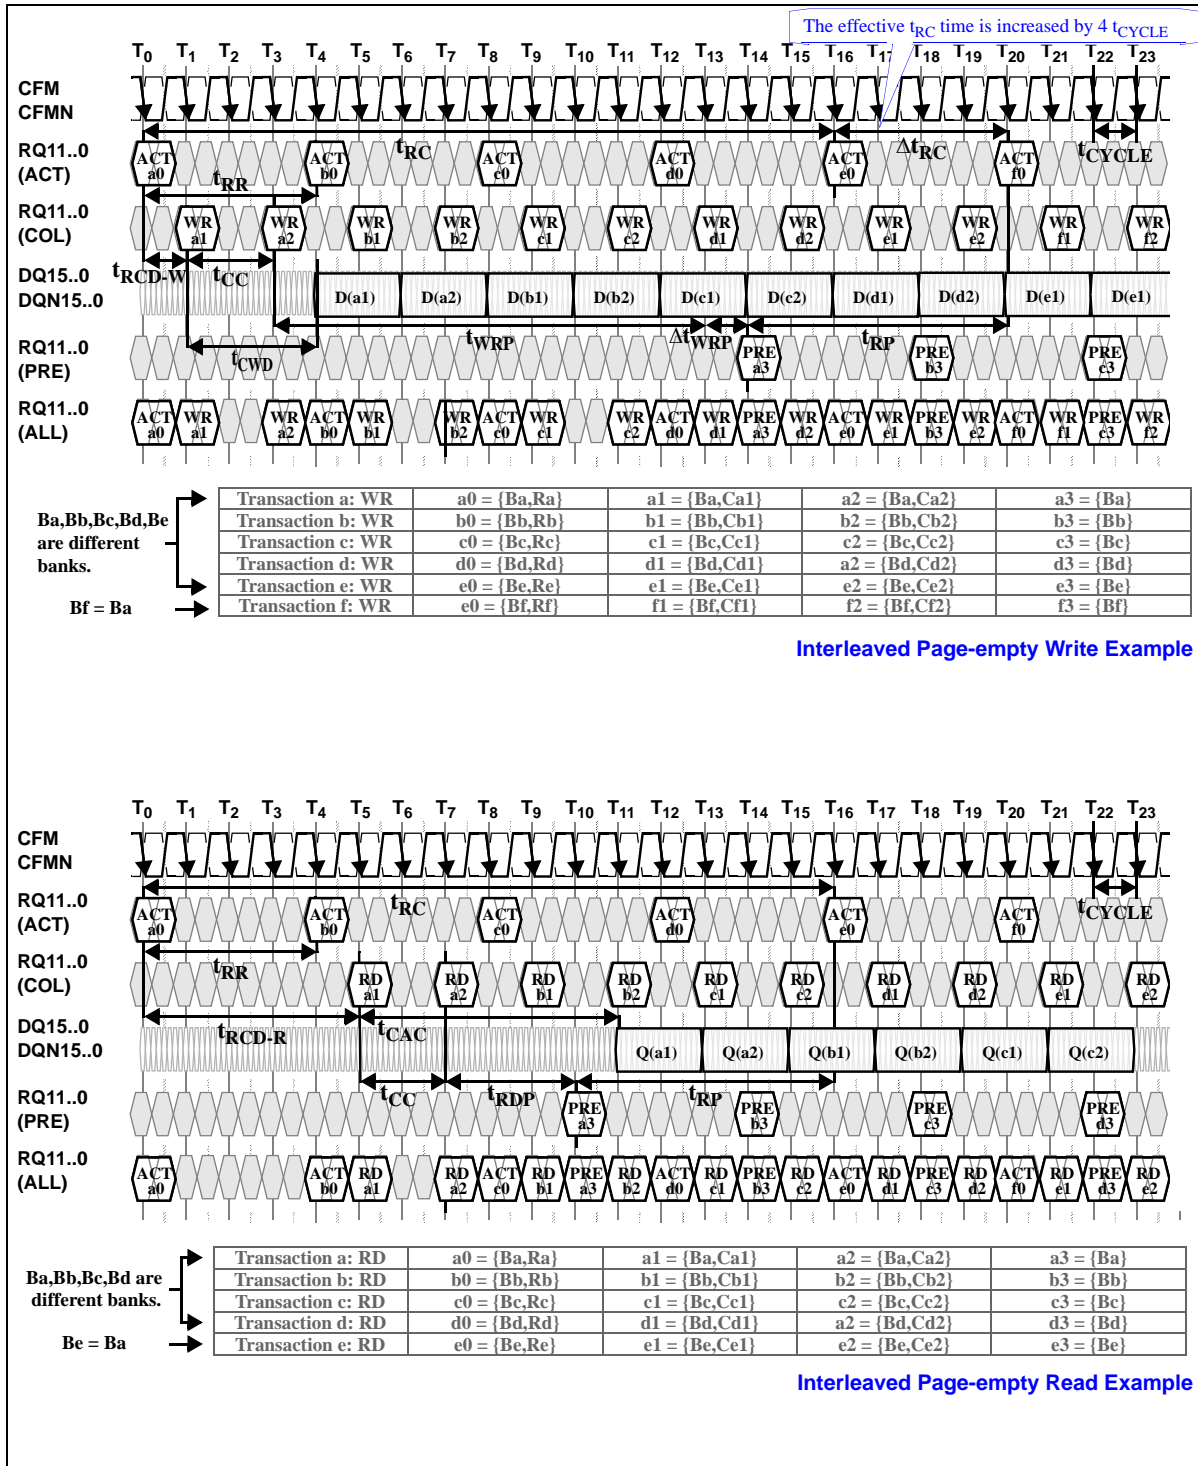 The effective tRC time is increased by 4 tCYCLE
T0 T1 T2 T3 T4 T5 T6 T7 T8 T9 T10 T11 T12 T13 T14 T15 T16 T17 T18 T19 T20 T21 T22 T23
CFM
CFMN
RQ11..0
(ACT)
ACT a0 ACT b0 ACT c0 ACT d0 ACT e0 ACT f0
tRC ΔtRC tCYCLE
tRR
RQ11..0
(COL)
WR a1 WR a2 WR b1 WR b2 WR c1 WR c2 WR d1 WR d2 WR e1 WR e2 WR f1 WR f2
tRCD-W tCC
DQ15..0
DQN15..0
D(a1) D(a2) D(b1) D(b2) D(c1) D(c2) D(d1) D(d2) D(e1) D(e1)
tCWD tWRP ΔtWRP tRP
RQ11..0
(PRE)
PRE a3 PRE b3 PRE c3
RQ11..0
(ALL)
ACT a0 WR a1 WR a2 ACT b0 WR b1 WR b2 ACT c0 WR c1 WR c2 ACT d0 WR d1 PRE a3 WR d2 ACT e0 WR e1 PRE b3 WR e2 ACT f0 WR f1 PRE c3 WR f2
Ba,Bb,Bc,Bd,Be
are different
banks.
Bf = Ba
Transaction a: WR a0 = {Ba,Ra} a1 = {Ba,Ca1} a2 = {Ba,Ca2} a3 = {Ba}
Transaction b: WR b0 = {Bb,Rb} b1 = {Bb,Cb1} b2 = {Bb,Cb2} b3 = {Bb}
Transaction c: WR c0 = {Bc,Rc} c1 = {Bc,Cc1} c2 = {Bc,Cc2} c3 = {Bc}
Transaction d: WR d0 = {Bd,Rd} d1 = {Bd,Cd1} a2 = {Bd,Cd2} d3 = {Bd}
Transaction e: WR e0 = {Be,Re} e1 = {Be,Ce1} e2 = {Be,Ce2} e3 = {Be}
Transaction f: WR e0 = {Bf,Rf} f1 = {Bf,Cf1} f2 = {Bf,Cf2} f3 = {Bf}
Interleaved Page-empty Write Example
T0 T1 T2 T3 T4 T5 T6 T7 T8 T9 T10 T11 T12 T13 T14 T15 T16 T17 T18 T19 T20 T21 T22 T23
CFM
CFMN
RQ11..0
(ACT)
ACT a0 ACT b0 ACT c0 ACT d0 ACT e0 ACT f0
tRC tCYCLE
tRR
RQ11..0
(COL)
RD a1 RD a2 RD b1 RD b2 RD c1 RD c2 RD d1 RD d2 RD e1 RD e2
tRCD-R tCAC
DQ15..0
DQN15..0
Q(a1) Q(a2) Q(b1) Q(b2) Q(c1) Q(c2)
tCC tRDP tRP
RQ11..0
(PRE)
PRE a3 PRE b3 PRE c3 PRE d3
RQ11..0
(ALL)
ACT a0 ACT b0 RD a1 RD a2 ACT c0 RD b1 PRE a3 RD b2 ACT d0 RD c1 PRE b3 RD c2 ACT e0 RD d1 PRE c3 RD d2 ACT f0 RD e1 PRE d3 RD e2
Ba,Bb,Bc,Bd are
different banks.
Be = Ba
Transaction a: RD a0 = {Ba,Ra} a1 = {Ba,Ca1} a2 = {Ba,Ca2} a3 = {Ba}
Transaction b: RD b0 = {Bb,Rb} b1 = {Bb,Cb1} b2 = {Bb,Cb2} b3 = {Bb}
Transaction c: RD c0 = {Bc,Rc} c1 = {Bc,Cc1} c2 = {Bc,Cc2} c3 = {Bc}
Transaction d: RD d0 = {Bd,Rd} d1 = {Bd,Cd1} a2 = {Bd,Cd2} d3 = {Bd}
Transaction e: RD e0 = {Be,Re} e1 = {Be,Ce1} e2 = {Be,Ce2} e3 = {Be}
Interleaved Page-empty Read Example